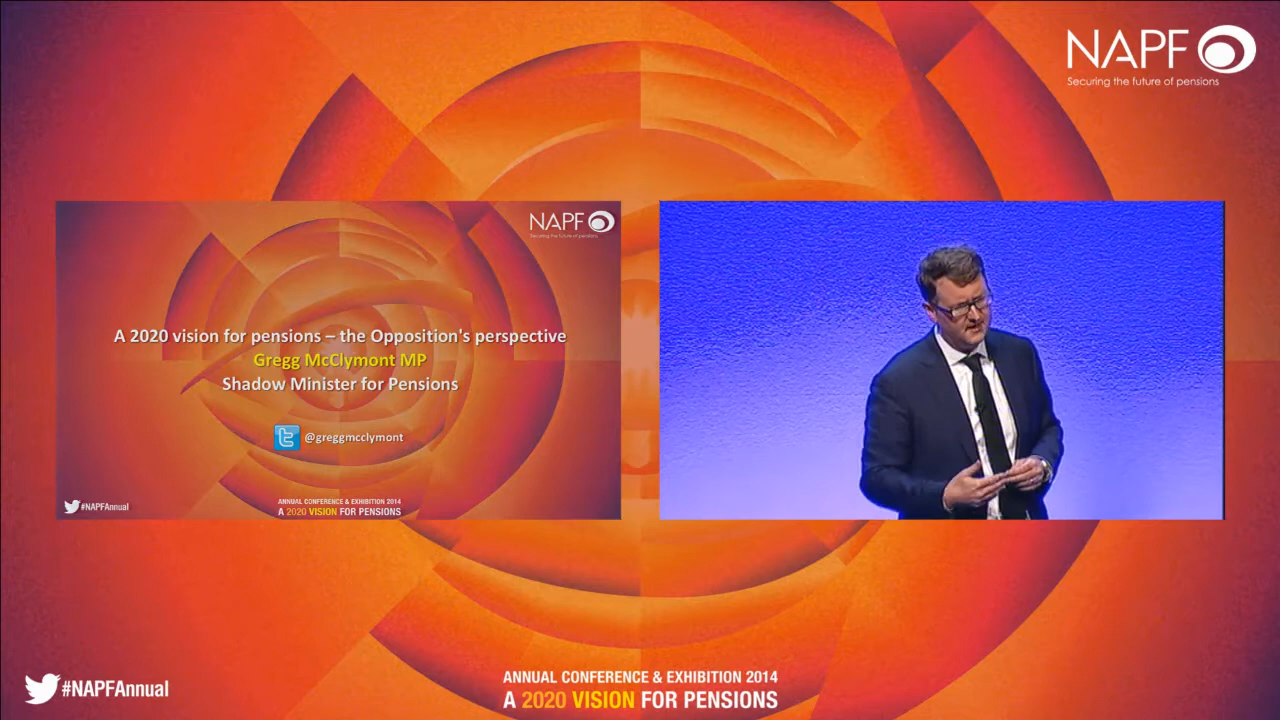 NAPF
Securing the future of pensions
NAPF
Securing the future of pensions
A 2020 vision for pensions – the Opposition's perspective
Gregg McClymont MP
Shadow Minister for Pensions
@greggmcclymont
#NAPFAnnual
ANNUAL CONFERENCE & EXHIBITION 2014
A 2020 VISION FOR PENSIONS
#NAPFAnnual
ANNUAL CONFERENCE & EXHIBITION 2014
A 2020 VISION FOR PENSIONS